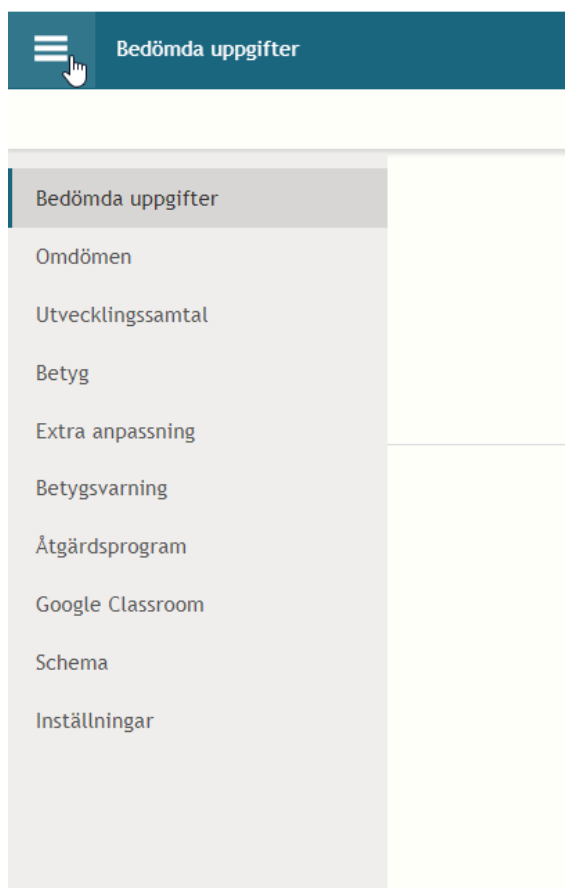 Bedömda uppgifter
Bedömda uppgifter
Omdömen
Utvecklingssamtal
Betyg
Extra anpassning
Betygsvarning
Åtgärdsprogram
Google Classroom
Schema
Inställningar